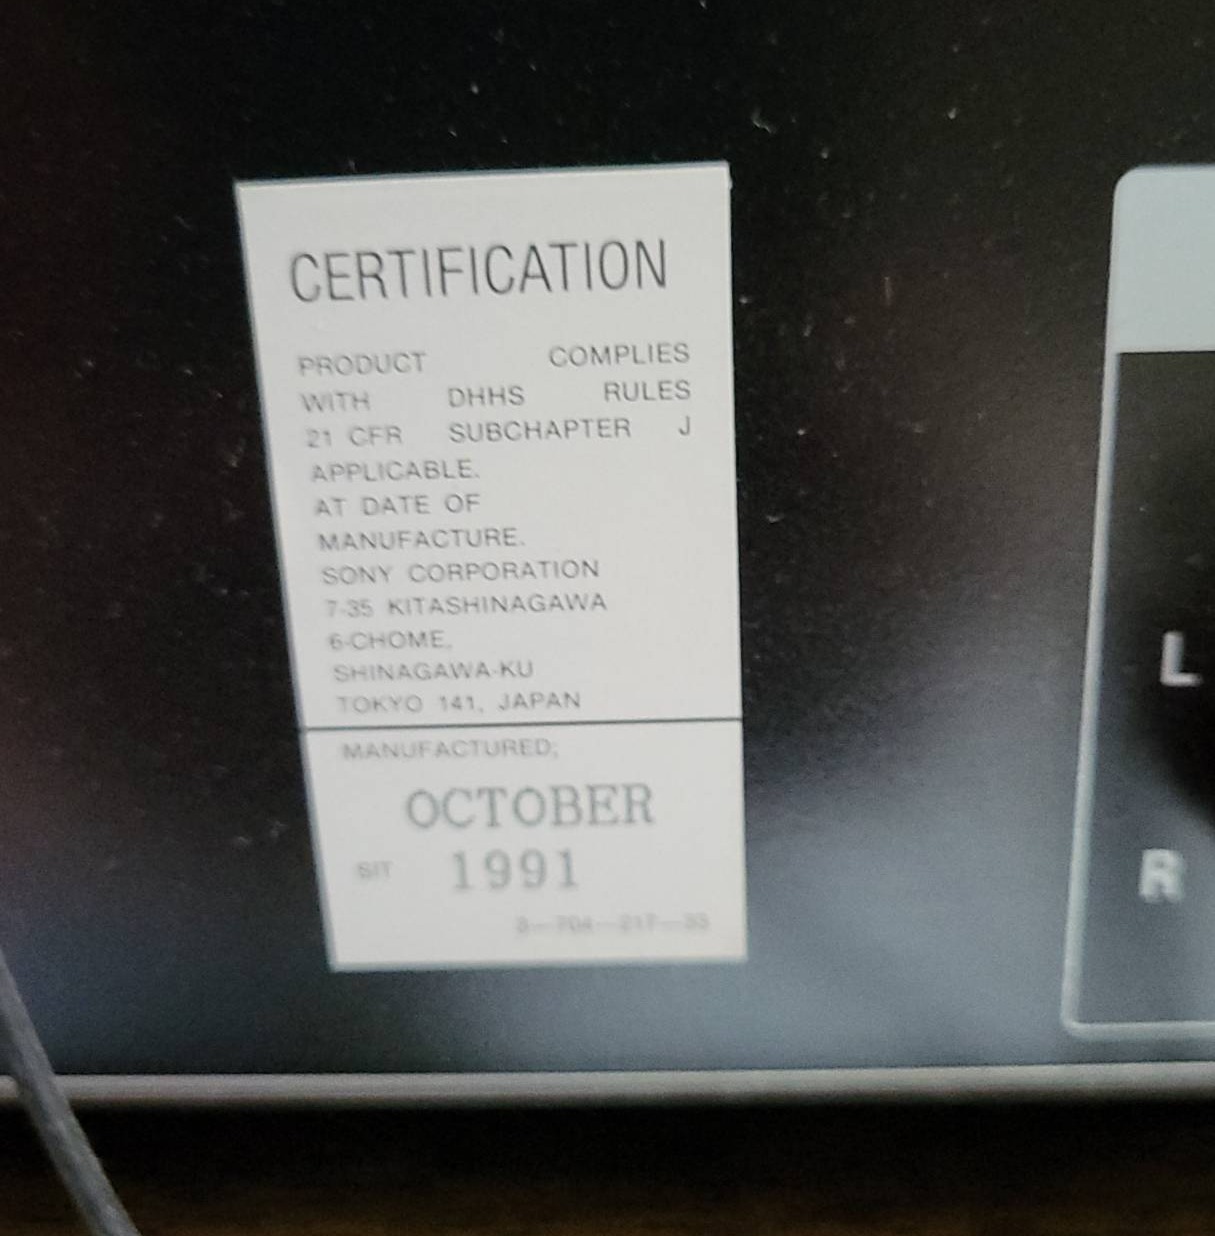 CERTIFICATION
PRODUCT COMPLIES
WITH DHHS RULES
21 CFR SUBCHAPTER J
APPLICABLE.
AT DATE OF
MANUFACTURE.
SONY CORPORATION
7-35 KITASHINAGAWA
6-CHOME,
SHINAGAWA-KU
TOKYO 141, JAPAN
MANUFACTURED;
OCTOBER
1991
L
R